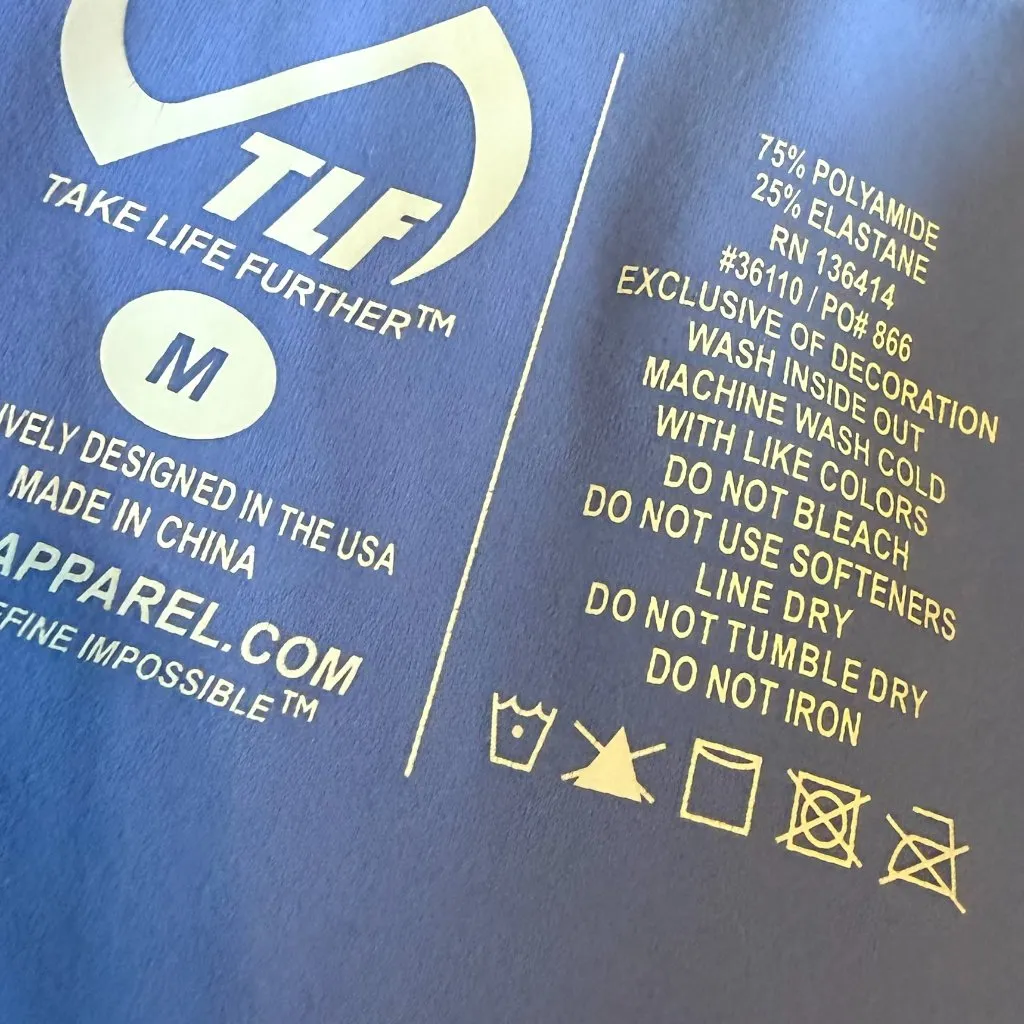 TLF
TAKE LIFE FURTHER™
M
DESIGNED IN THE USA
MADE IN CHINA
APPAREL.COM
IMPOSSIBLE™
75% POLYAMIDE
25% ELASTANE
RN 136414
#36110 / PO# 866
EXCLUSIVE OF DECORATION
WASH INSIDE OUT
MACHINE WASH COLD
WITH LIKE COLORS
DO NOT BLEACH
DO NOT USE SOFTENERS
LINE DRY
DO NOT TUMBLE DRY
DO NOT IRON